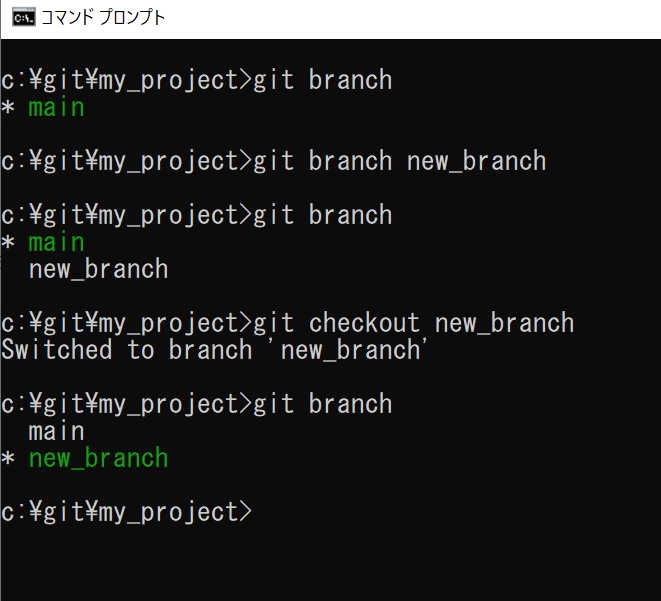 コマンド プロンプト
c:¥git¥my_project>git branch
* main
c:¥git¥my_project>git branch new_branch
c:¥git¥my_project>git branch
* main
new_branch
c:¥git¥my_project>git checkout new_branch
Switched to branch 'new_branch'
c:¥git¥my_project>git branch
main
* new_branch
c:¥git¥my_project>